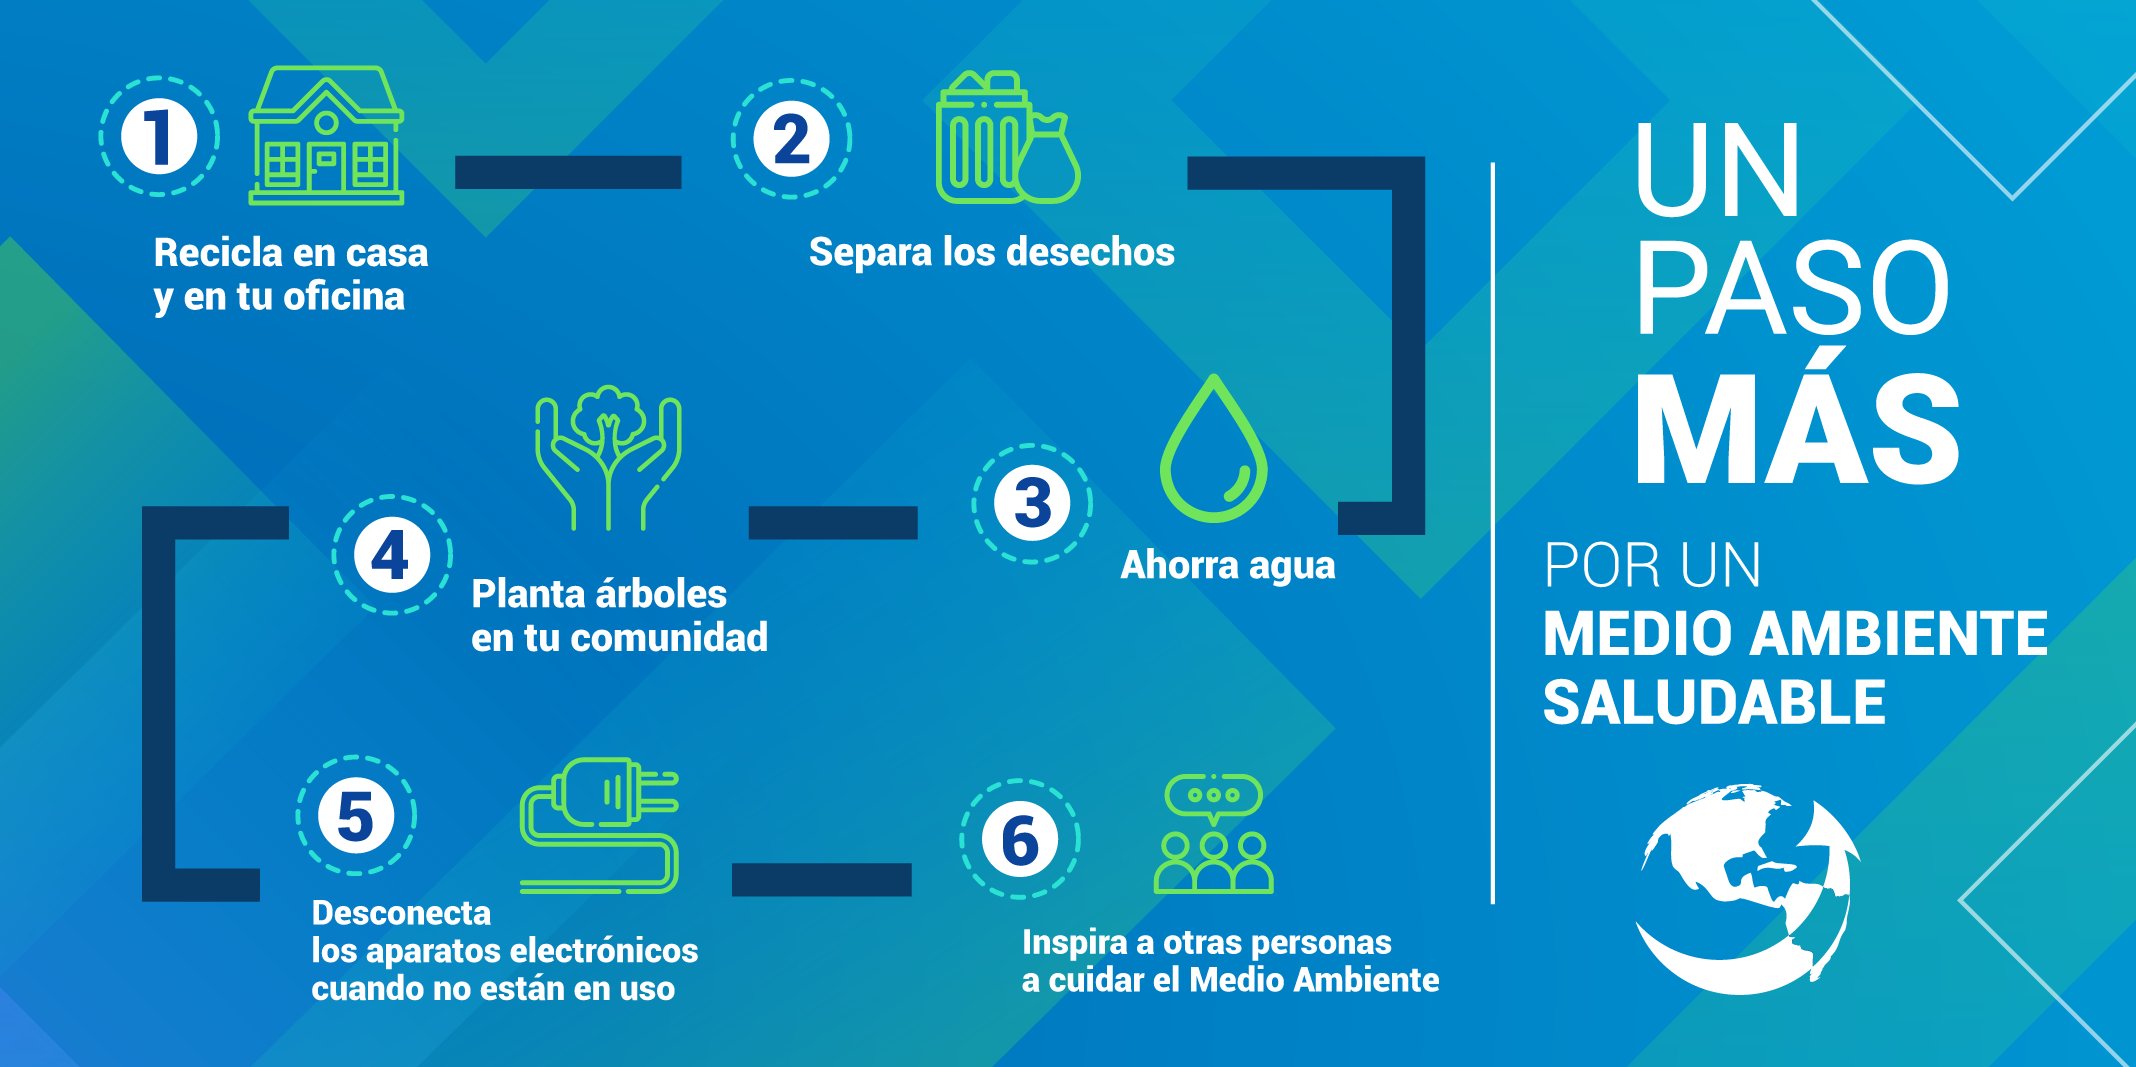 1
Recicla en casa
y en tu oficina
2
Separa los desechos
3
Ahorra agua
4
Planta árboles
en tu comunidad
5
Desconecta
los aparatos electrónicos
cuando no están en uso
6
Inspira a otras personas
a cuidar el Medio Ambiente
UN
PASO
MÁS
POR UN
MEDIO AMBIENTE
SALUDABLE